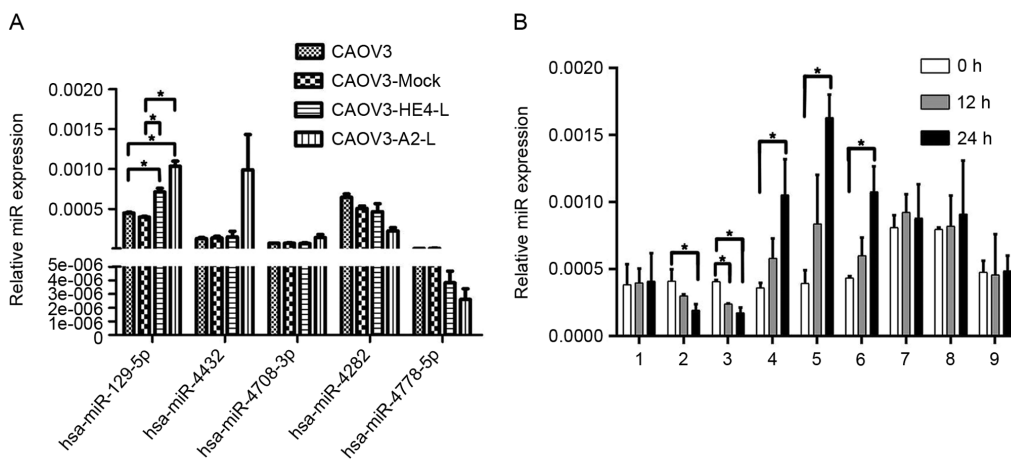 A
CAOV3
CAOV3-Mock
CAOV3-HE4-L
CAOV3-A2-L
Relative miR expression
0.0020
0.0015
0.0010
0.0005
5e-006
4e-006
3e-006
2e-006
1e-006
0
* * * * *
hsa-miR-129-5p
hsa-miR-4432
hsa-miR-4708-3p
hsa-miR-4282
hsa-miR-4778-5p
B
0 h
12 h
24 h
Relative miR expression
0.0020
0.0015
0.0010
0.0005
0.0000
* * * * * *
1 2 3 4 5 6 7 8 9